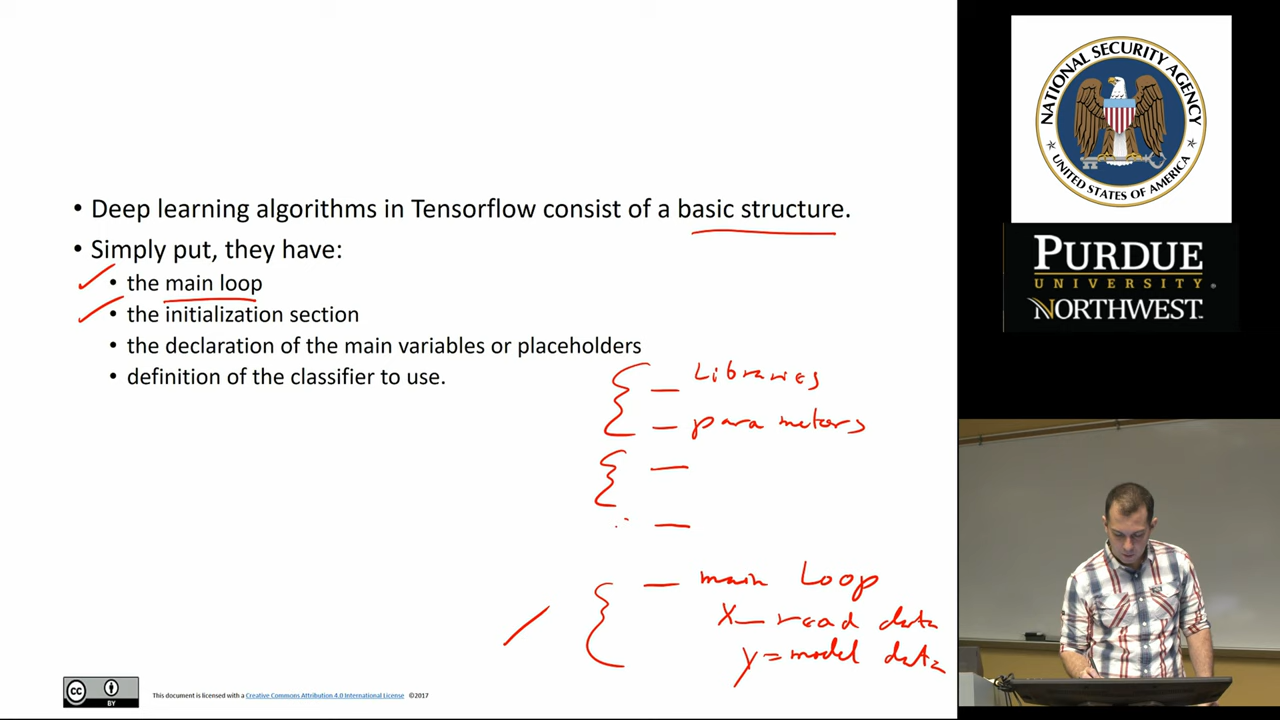 • Deep learning algorithms in Tensorflow consist of a basic structure.
• Simply put, they have:
• the main loop
• the initialization section
• the declaration of the main variables or placeholders
• definition of the classifier to use.
Libraries
parameters
main Loop
X – read data
y = model data
cc BY
This document is licensed with a Creative Commons Attribution 4.0 International License ©2017
NATIONAL SECURITY AGENCY
UNITED STATES OF AMERICA
PURDUE
UNIVERSITY
NORTHWEST